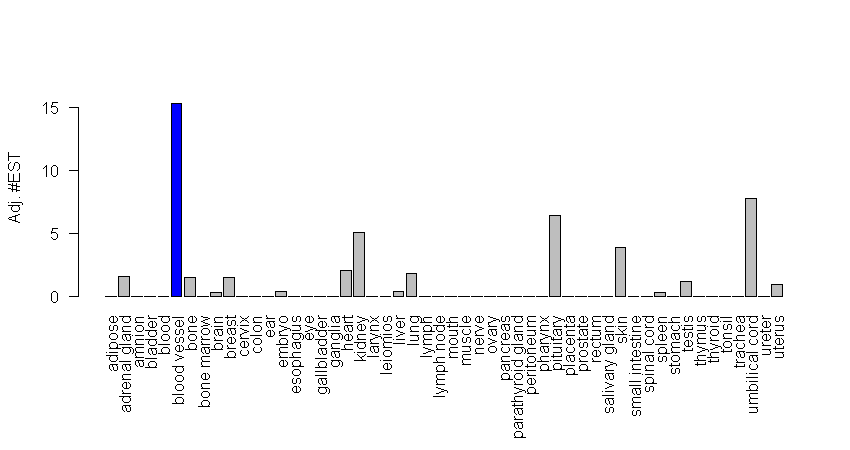 Adj. #EST
15
10
5
0
adipose
adrenal gland
amnion
bladder
blood
blood vessel
bone
bone marrow
brain
breast
cervix
colon
ear
embryo
esophagus
eye
gallbladder
ganglia
heart
kidney
larynx
leiomios
liver
lung
lymph
lymph node
mouth
muscle
nerve
ovary
pancreas
parathyroid gland
peritoneum
pharynx
pituitary
placenta
prostate
rectum
salivary gland
skin
small intestine
spinal cord
spleen
stomach
testis
thymus
thyroid
tonsil
trachea
umbilical cord
ureter
uterus